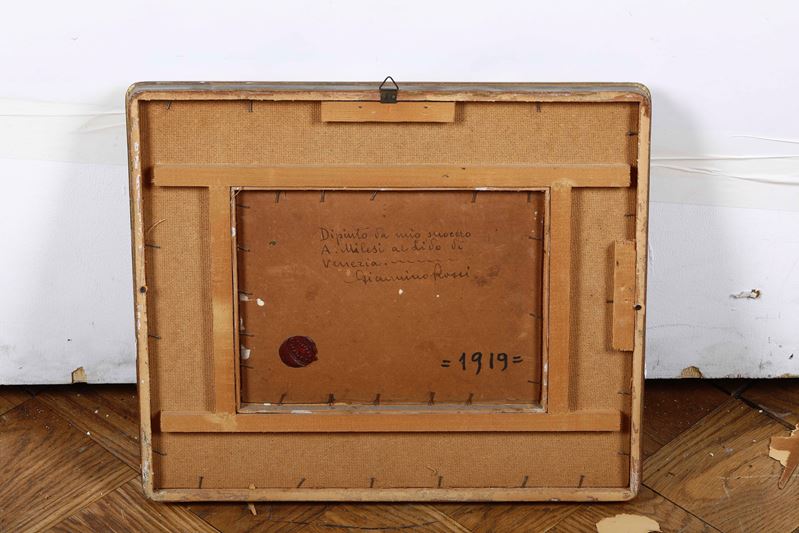 Dipinto da mio suocero
A. Milesi al Lido di
Venezia.
Giannino Rossi
=1919=